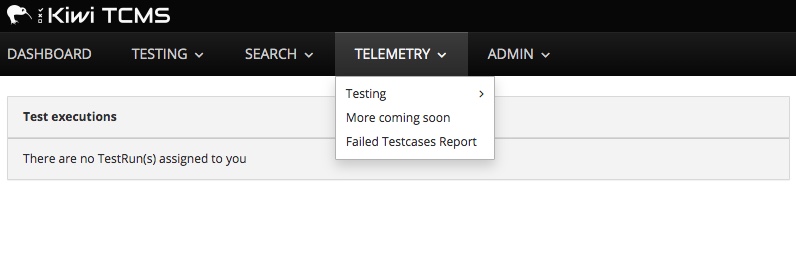 Kiwi TCMS
DASHBOARD TESTING SEARCH TELEMETRY ADMIN
Testing
More coming soon
Failed Testcases Report
Test executions
There are no TestRun(s) assigned to you